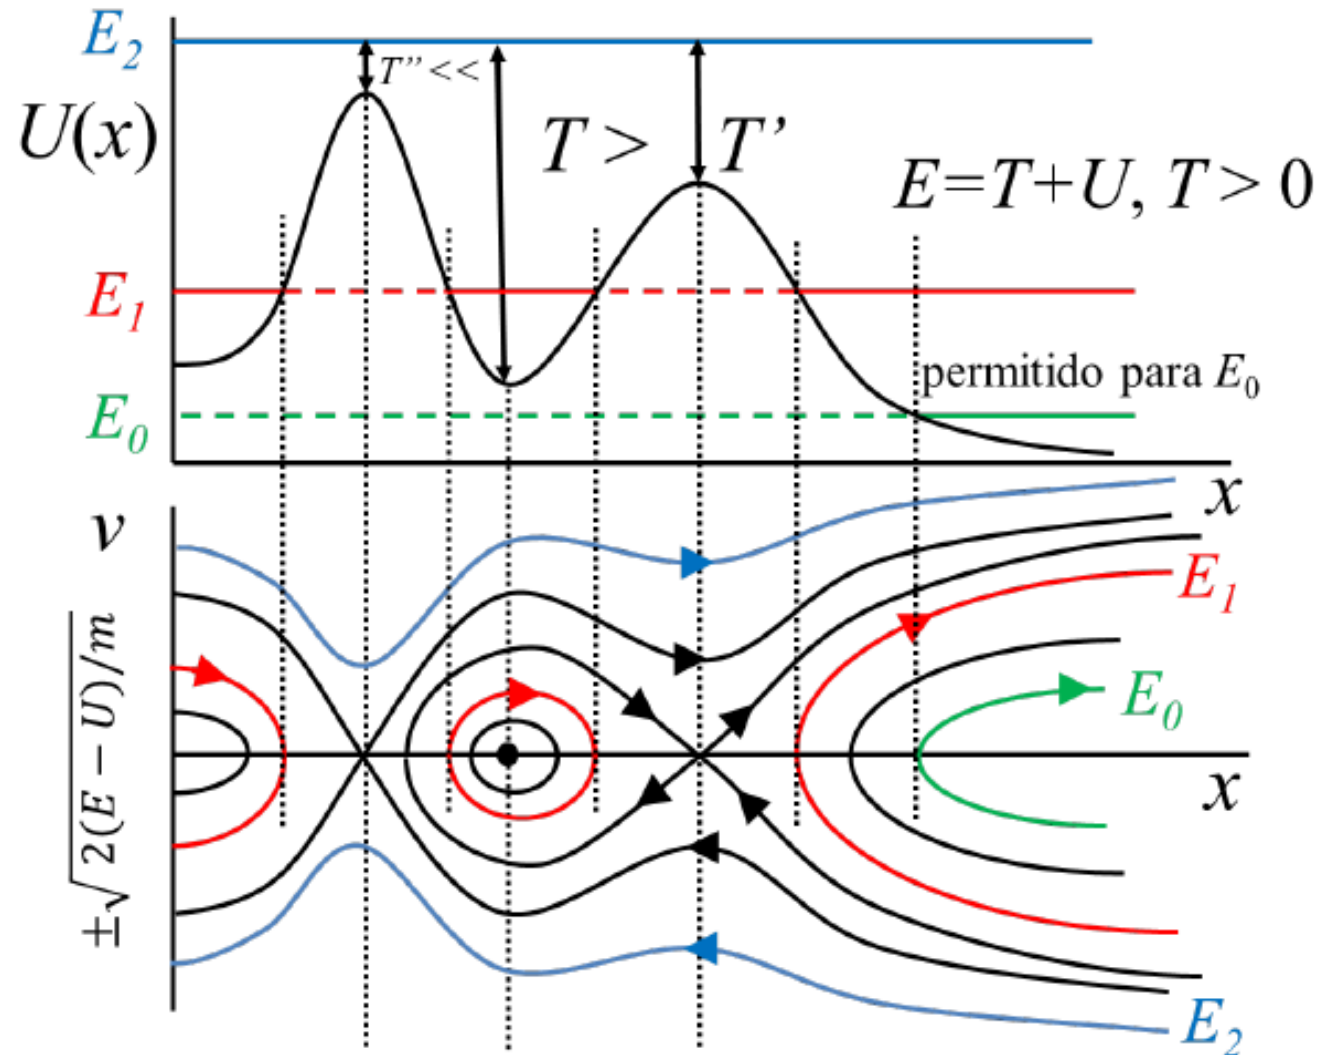 E₂
T’’<<
U(x)
T > T’
E=T+U, T > 0
E₁
permitido para E₀
E₀
x
v
E₁
E₀
x
±√2(E − U)/m
E₂